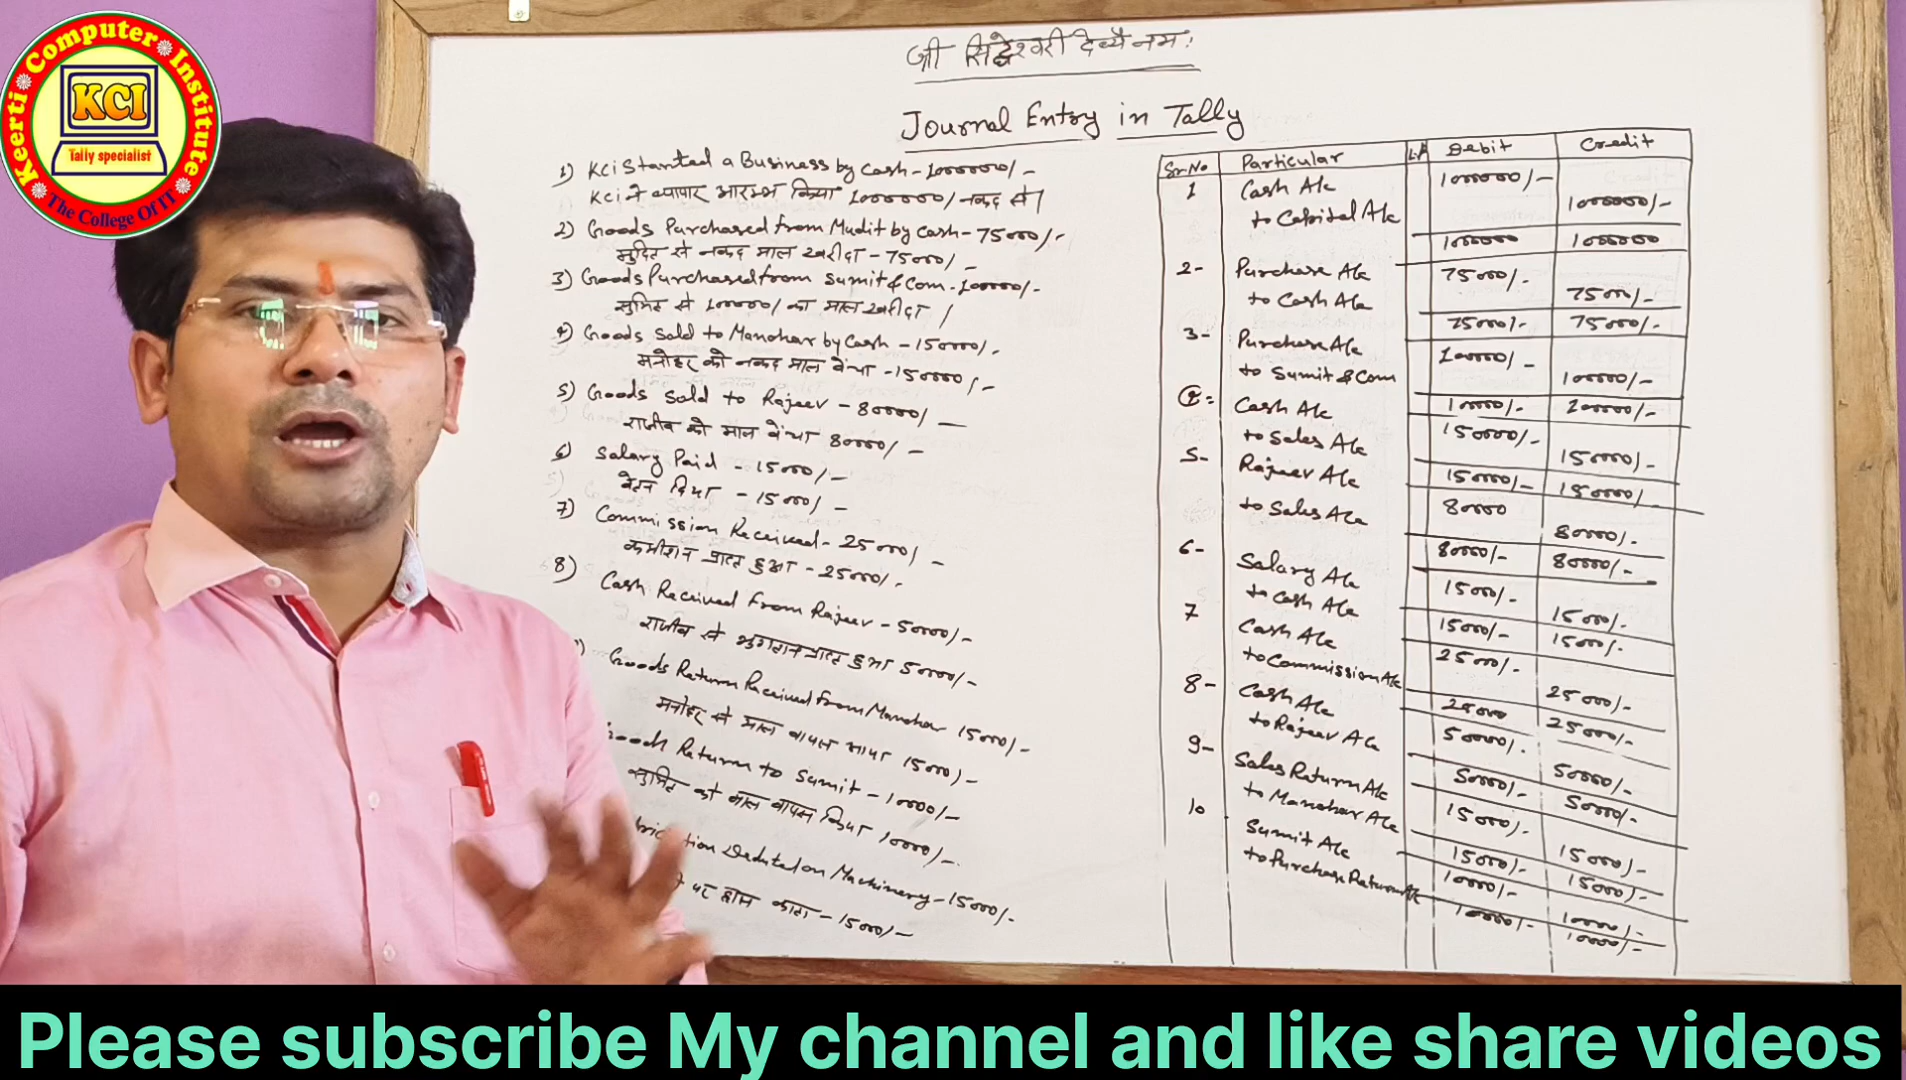 Keerti Computer Institute
KCI
Tally specialist
The College Of IT
श्री सिद्धेश्वरी देव्यै नमः
Journal Entry in Tally
1) Kci Started a Business by Cash - 1000000/-
Kci ने व्यापार आरम्भ किया 1000000/ नकद से।
2) Goods Purchased from Mudit by Cash - 75000/-
मुदित से नकद माल खरीदा - 75000/-
3) Goods Purchased from Sumit & Com. 100000/-
सुमित से 100000/ का माल खरीदा /
4) Goods Sold to Manohar by Cash - 150000/-
मनोहर को नकद माल बेंचा - 150000/-
5) Goods Sold to Rajeev - 80000/-
राजीव को माल बेंचा 80000/-
6) Salary Paid - 15000/-
वेतन दिया - 15000/-
7) Commission Received - 25000/-
कमीशन प्राप्त हुआ - 25000/-
8) Cash Received from Rajeev - 50000/-
राजीव से भुगतान प्राप्त हुआ 50000/-
Goods Return Received from Manohar 15000/-
मनोहर से माल वापस आया 15000/-
Return to Sumit - 10000/-
सुमित को माल वापस किया 10000/-
on Machinery - 15000/-
पर ह्रास काटा - 15000/-
Sr No Particular L.F Debit Credit
1 Cash A/c 1000000/-
to Capital A/c 1000000/-
1000000 1000000
2- Purchase A/c 75000/-
to Cash A/c 75000/-
75000/- 75000/-
3- Purchase A/c 100000/-
to Sumit & Com 100000/-
Cash A/c 150000/-
to Sales A/c 150000/-
150000/- 150000/-
5- Rajeev A/c 80000
to Sales A/c 80000/-
80000/- 80000/-
6- Salary A/c 15000/-
to Cash A/c 15000/-
15000/- 15000/-
7 Cash A/c 25000/-
to Commission A/c 25000/-
25000 25000/-
8- Cash A/c 50000/-
to Rajeev A/c 50000/-
50000/- 50000/-
9- Sales Return A/c 15000/-
to Manohar A/c 15000/-
15000/- 15000/-
10 Sumit A/c 10000/-
to Purchase Return A/c 10000/-
10000/- 10000/-
Please subscribe My channel and like share videos